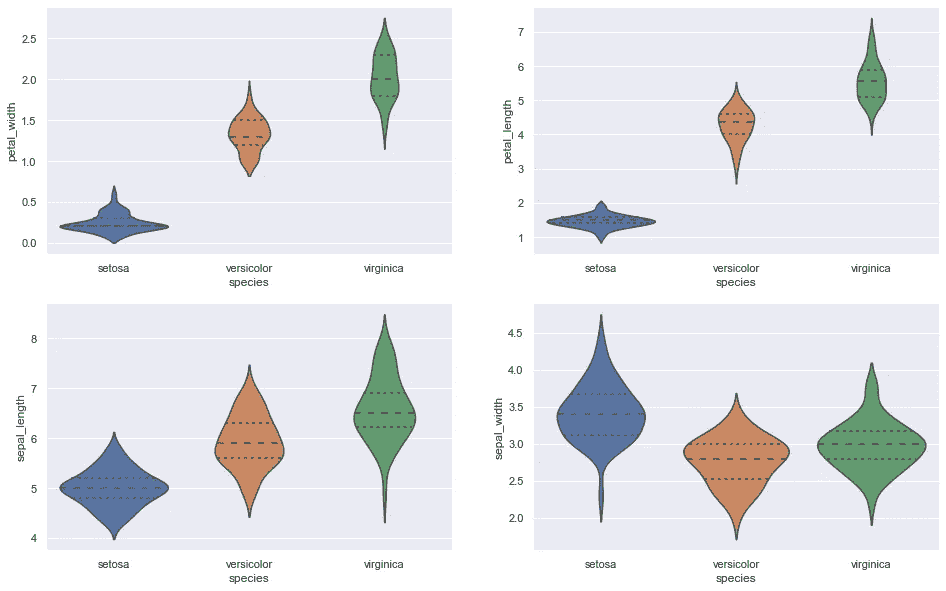 petal_width
2.5
2.0
1.5
1.0
0.5
0.0
setosa versicolor virginica
species
petal_length
7
6
5
4
3
2
1
setosa versicolor virginica
species
sepal_length
8
7
6
5
4
setosa versicolor virginica
species
sepal_width
4.5
4.0
3.5
3.0
2.5
2.0
setosa versicolor virginica
species